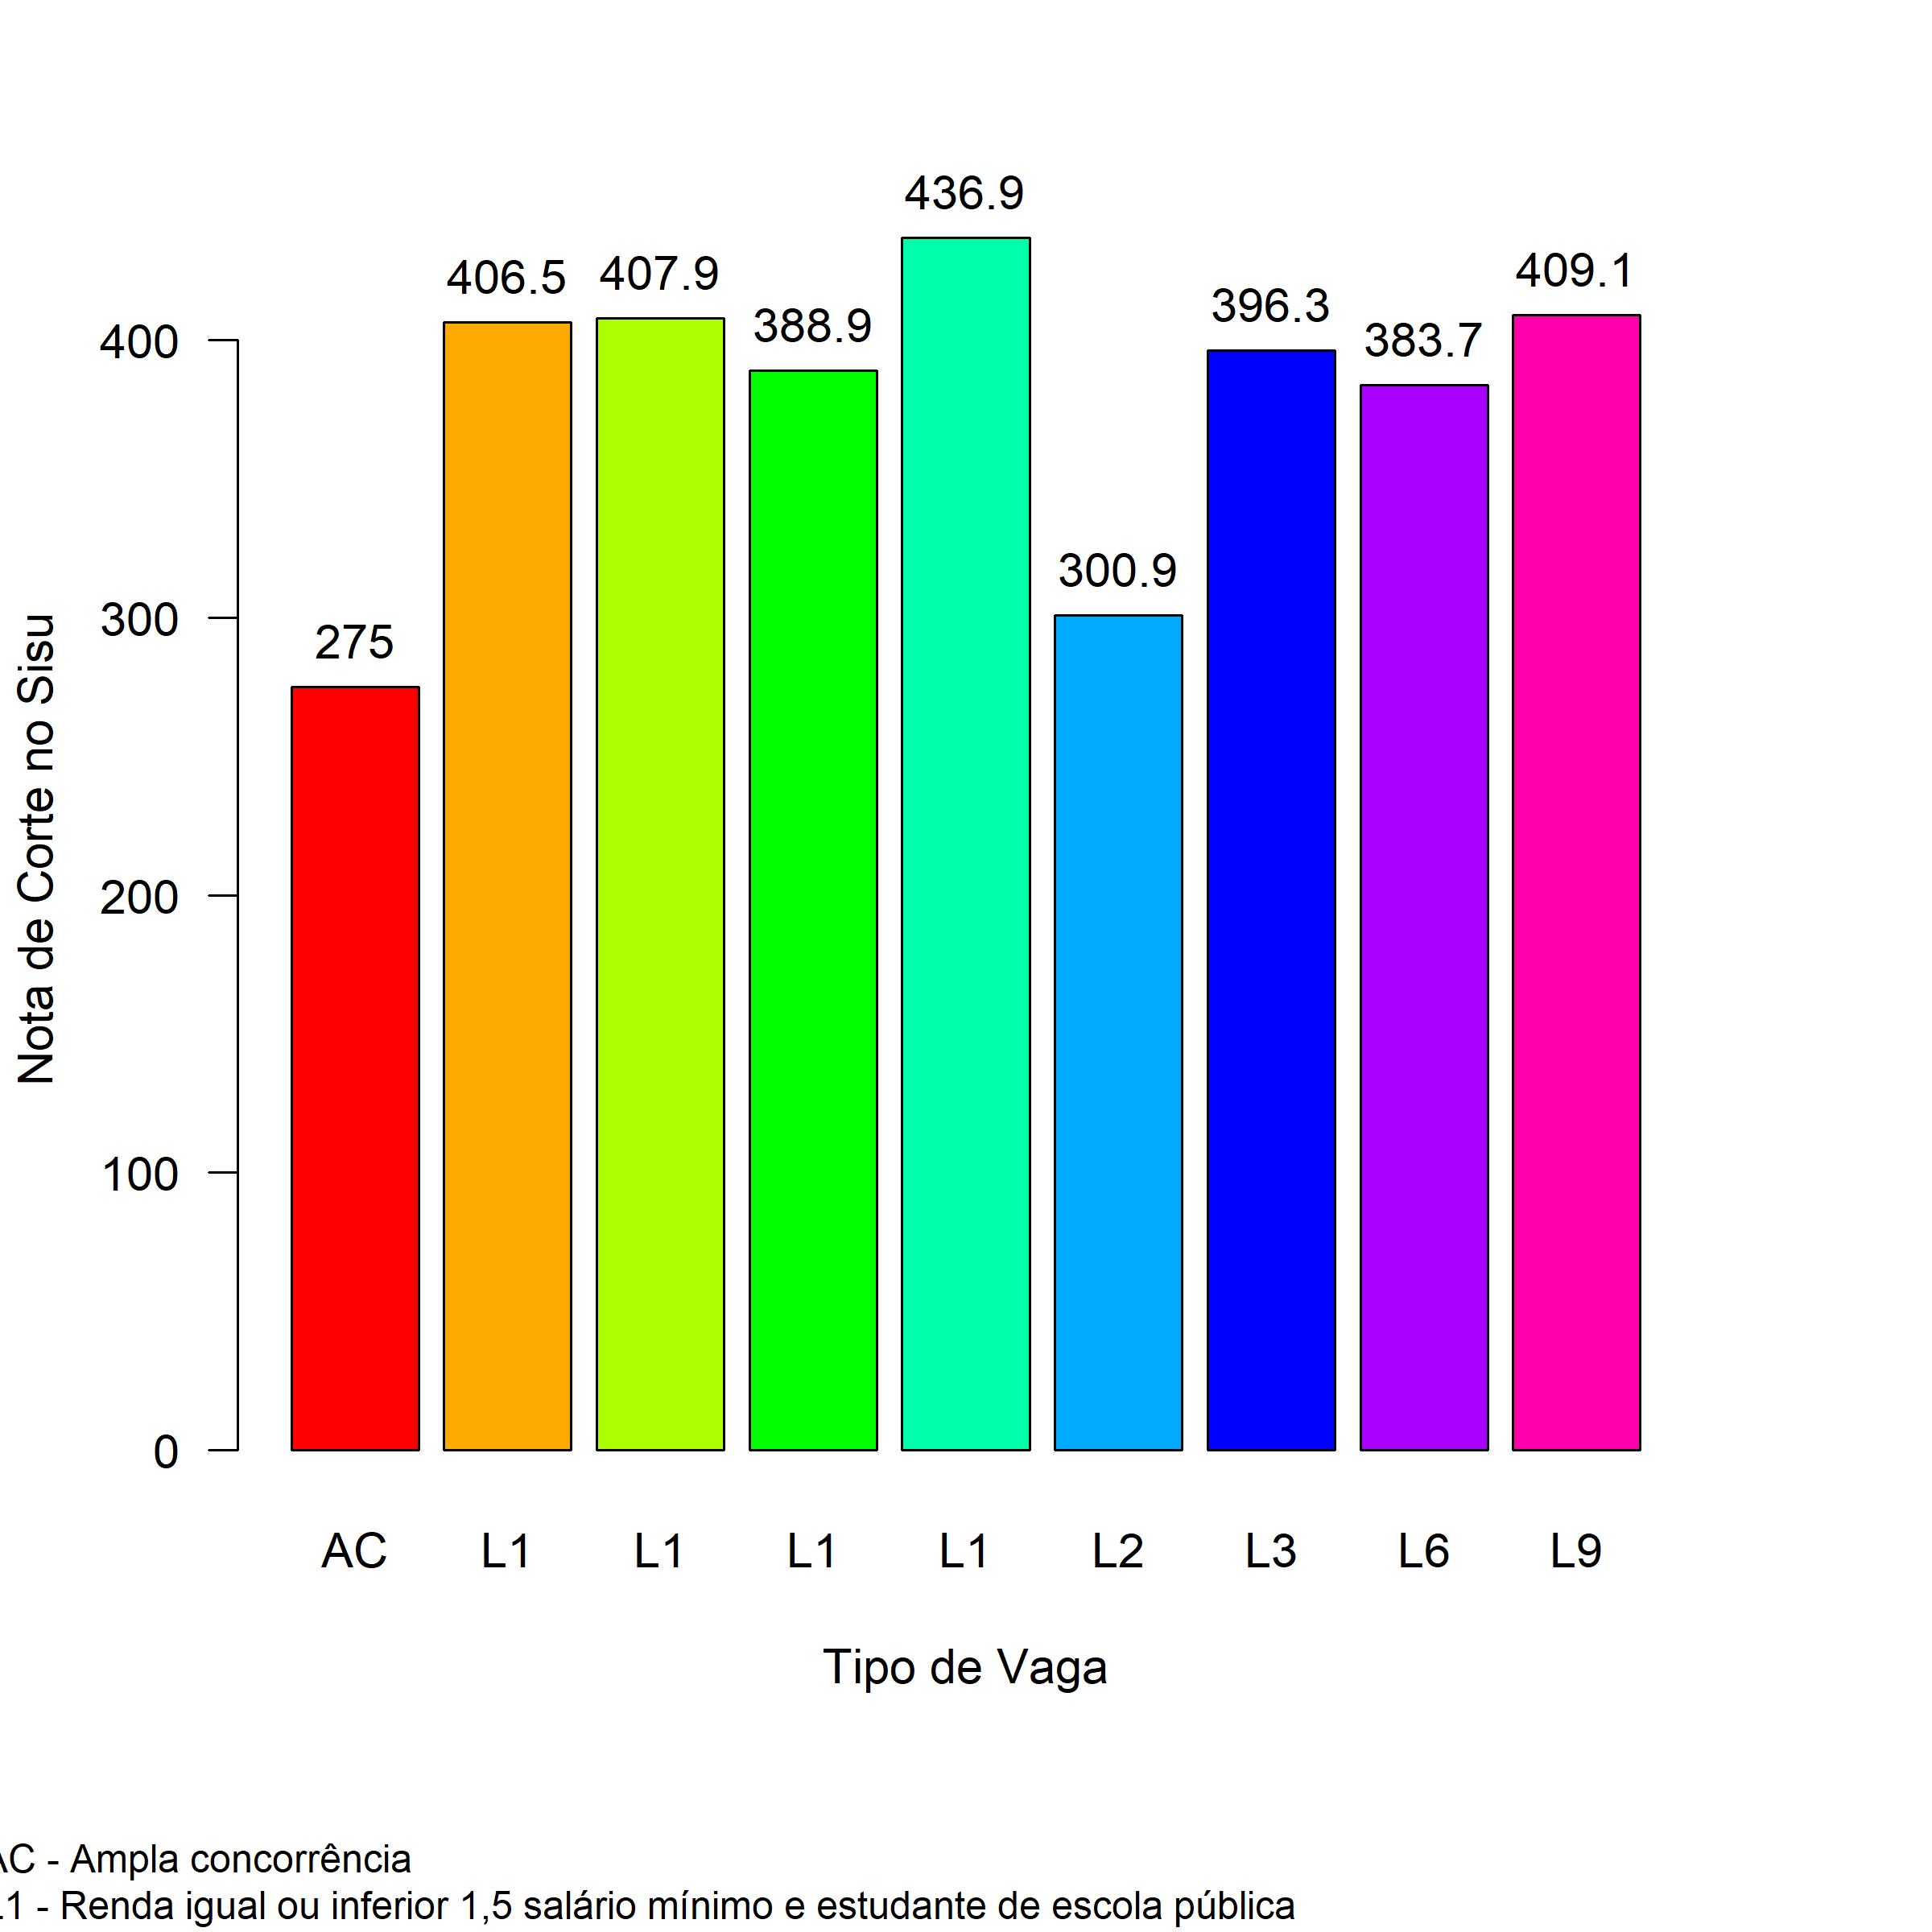 436.9
406.5 407.9 409.1
388.9 396.3 383.7
400
300.9
300
275
200
100
0
Nota de Corte no Sisu
AC L1 L1 L1 L1 L2 L3 L6 L9
Tipo de Vaga
AC - Ampla concorrência
L1 - Renda igual ou inferior 1,5 salário mínimo e estudante de escola pública